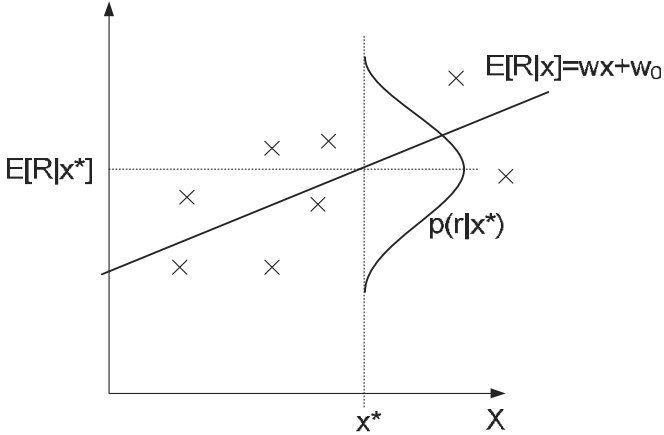 E[R|x]=wx+w₀
E[R|x*]
p(r|x*)
x*
X